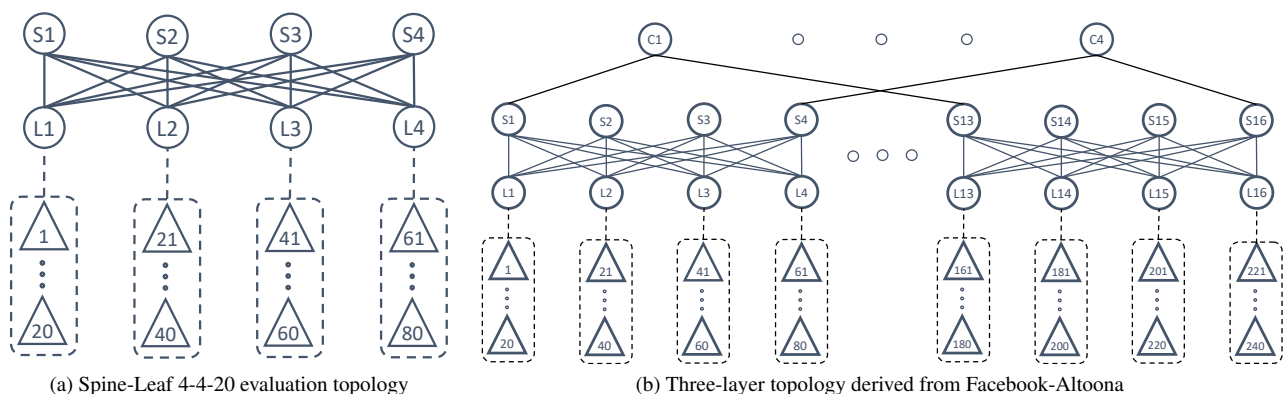 S1 S2 S3 S4
L1 L2 L3 L4
1 21 41 61
20 40 60 80
(a) Spine-Leaf 4-4-20 evaluation topology
C1 C4
S1 S2 S3 S4 S13 S14 S15 S16
L1 L2 L3 L4 L13 L14 L15 L16
1 21 41 61 161 181 201 221
20 40 60 80 180 200 220 240
(b) Three-layer topology derived from Facebook-Altoona